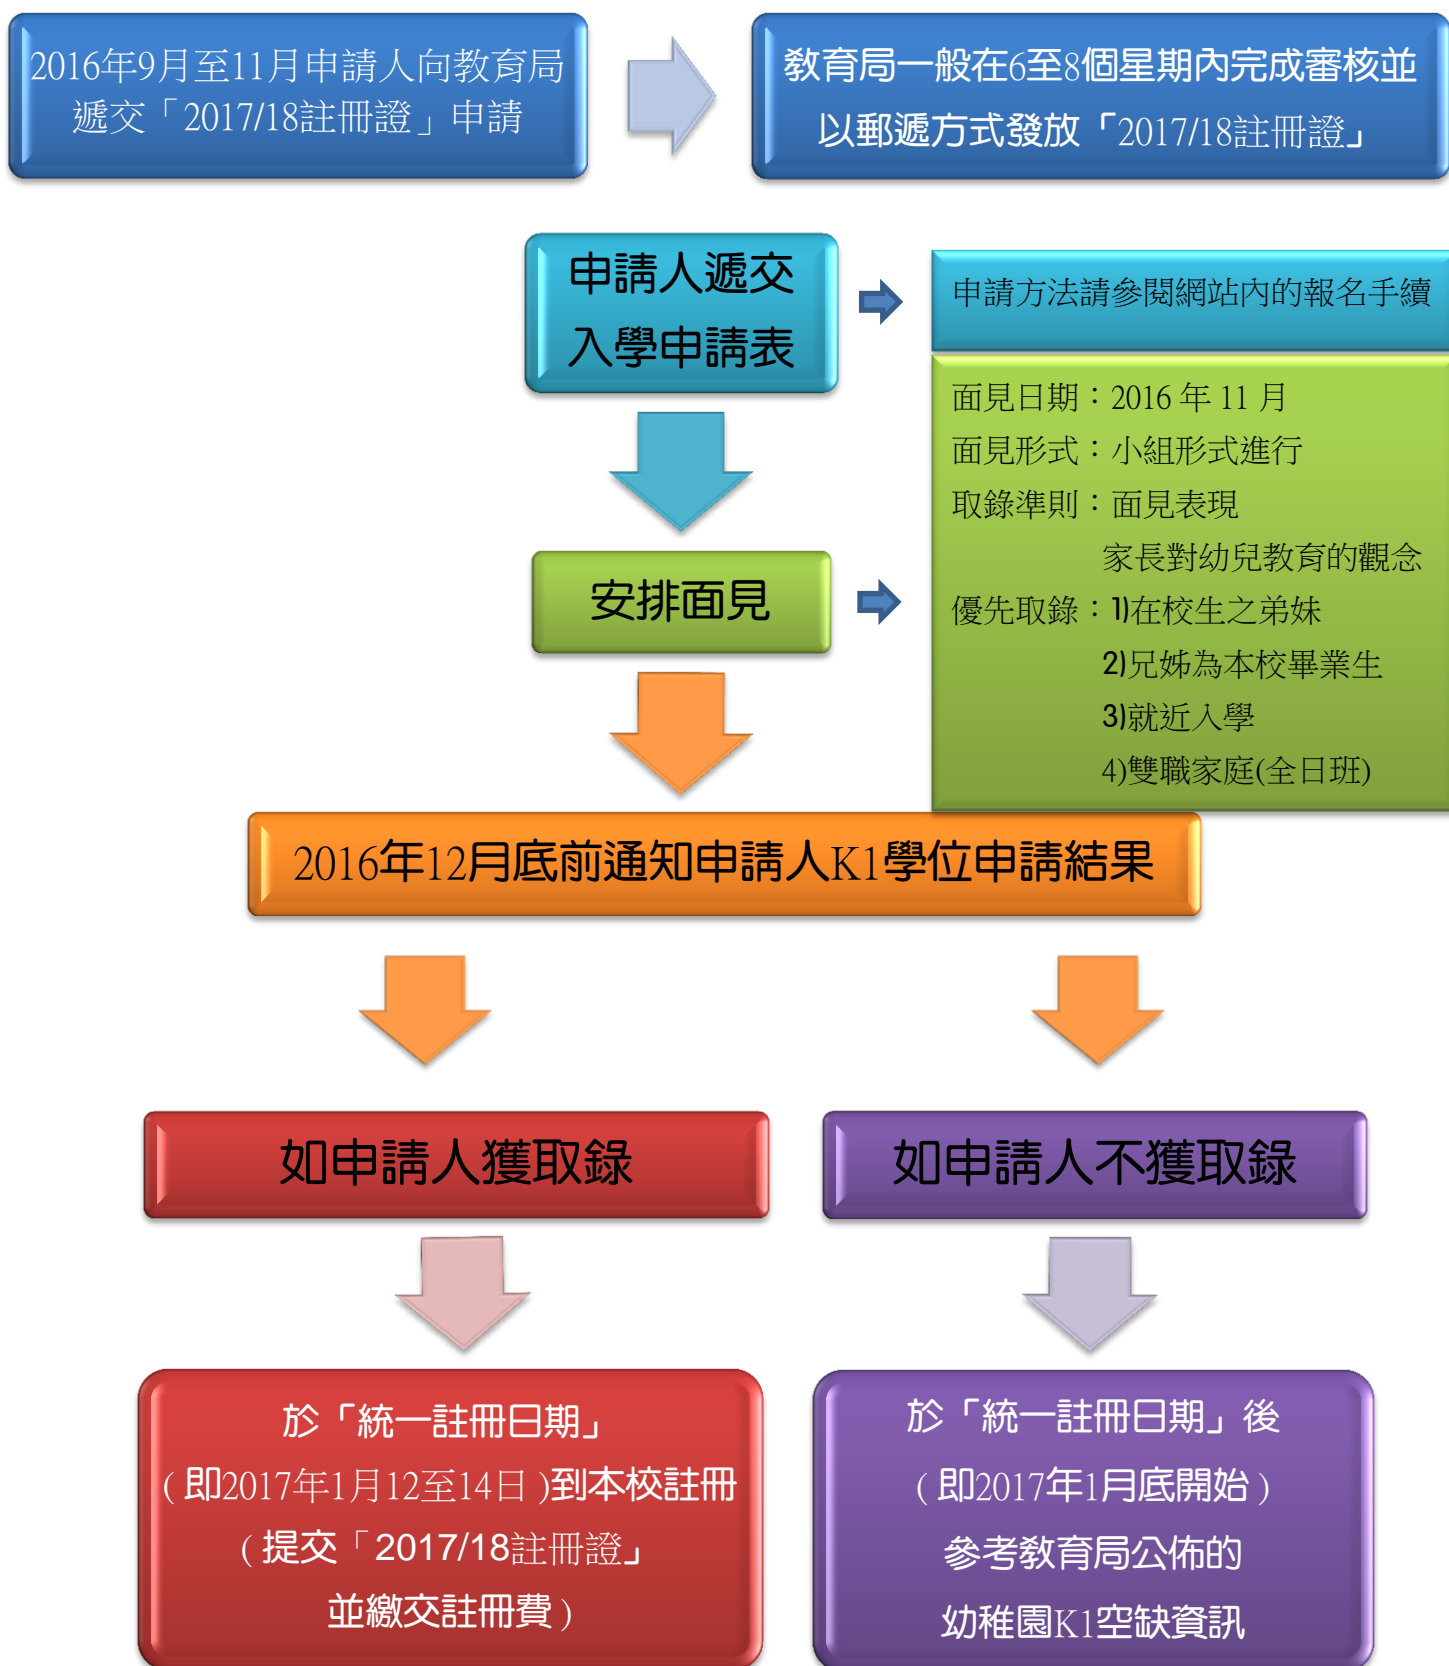 2016年9月至11月申請人向教育局
遞交「2017/18註冊證」申請
教育局一般在6至8個星期內完成審核並
以郵遞方式發放「2017/18註冊證」
申請人遞交
入學申請表
申請方法請參閱網站內的報名手續
面見日期：2016 年 11 月
面見形式：小組形式進行
取錄準則：面見表現
家長對幼兒教育的觀念
優先取錄：1)在校生之弟妹
2)兄姊為本校畢業生
3)就近入學
4)雙職家庭(全日班)
安排面見
2016年12月底前通知申請人K1學位申請結果
如申請人獲取錄
如申請人不獲取錄
於「統一註冊日期」
（即2017年1月12至14日）到本校註冊
（提交「2017/18註冊證」
並繳交註冊費）
於「統一註冊日期」後
（即2017年1月底開始）
參考教育局公佈的
幼稚園K1空缺資訊